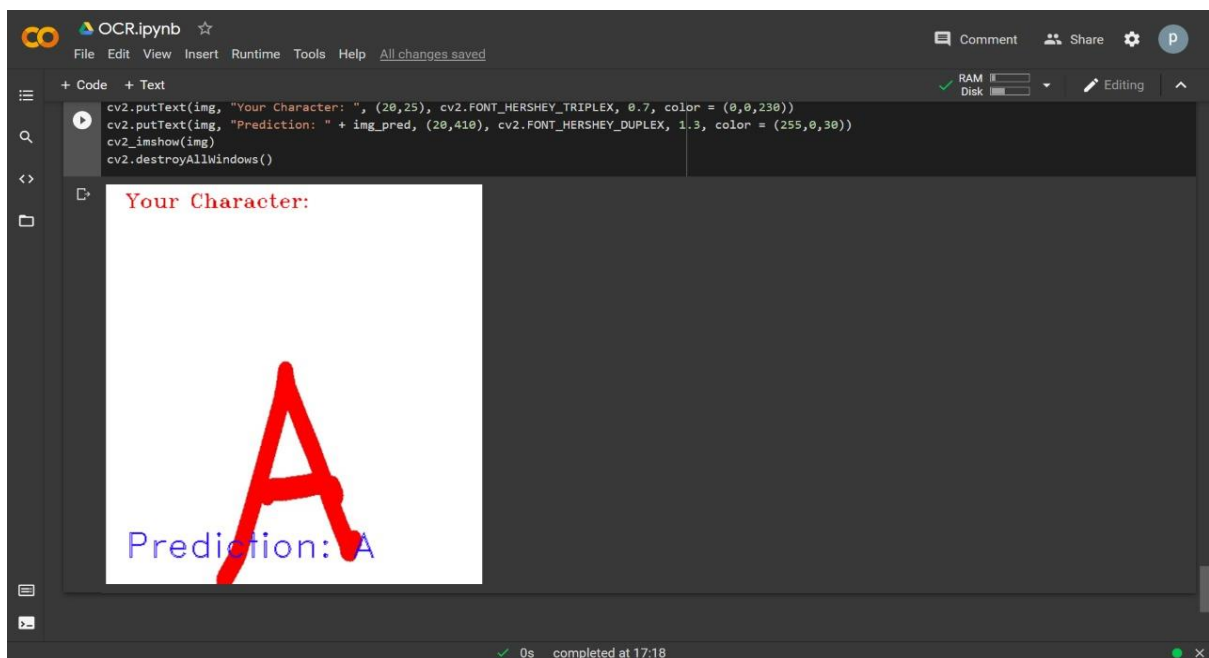 CO OCR.ipynb
Comment Share p
File Edit View Insert Runtime Tools Help All changes saved
+ Code + Text
RAM
Disk
Editing
cv2.putText(img, "Your Character: ", (20,25), cv2.FONT_HERSHEY_TRIPLEX, 0.7, color = (0,0,230))
cv2.putText(img, "Prediction: " + img_pred, (20,410), cv2.FONT_HERSHEY_DUPLEX, 1.3, color = (255,0,30))
cv2_imshow(img)
cv2.destroyAllWindows()
Your Character:
A
Prediction: A
0s completed at 17:18